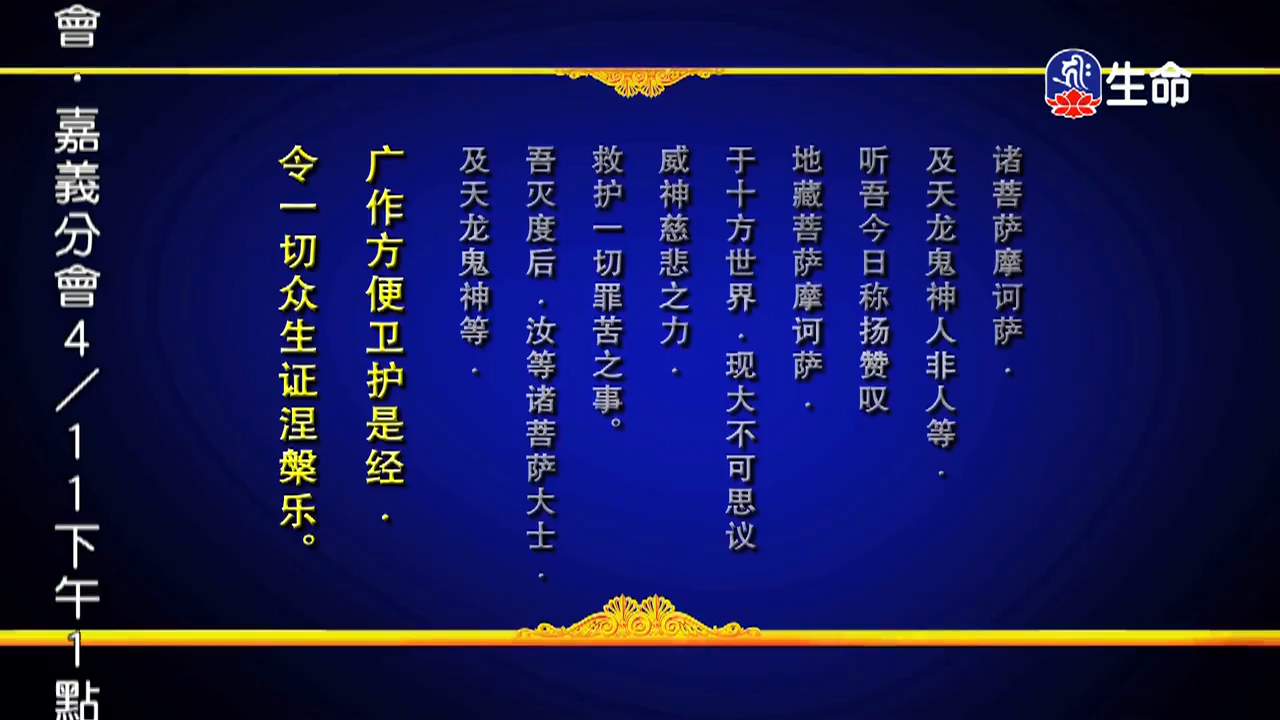 生命
诸菩萨摩诃萨．
及天龙鬼神人非人等．
听吾今日称扬赞叹
地藏菩萨摩诃萨．
于十方世界．现大不可思议
威神慈悲之力．
救护一切罪苦之事。
吾灭度后．汝等诸菩萨大士．
及天龙鬼神等．
广作方便卫护是经．
令一切众生证涅槃乐。
會．嘉義分會4／11下午1點